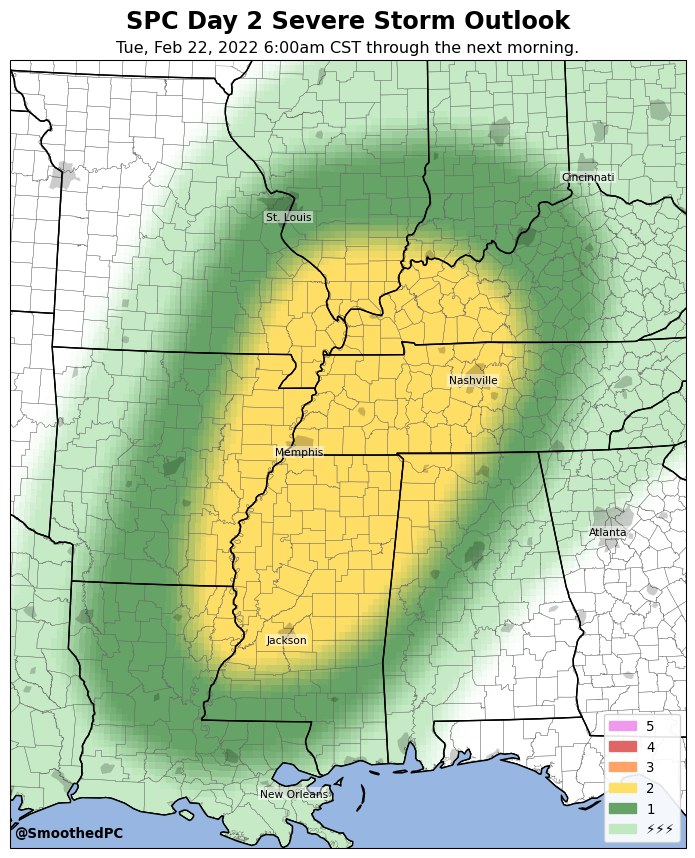 SPC Day 2 Severe Storm Outlook
Tue, Feb 22, 2022 6:00am CST through the next morning.
Cincinnati
St. Louis
Nashville
Memphis
Atlanta
Jackson
New Orleans
5
4
3
2
1
⚡⚡⚡
@SmoothedPC